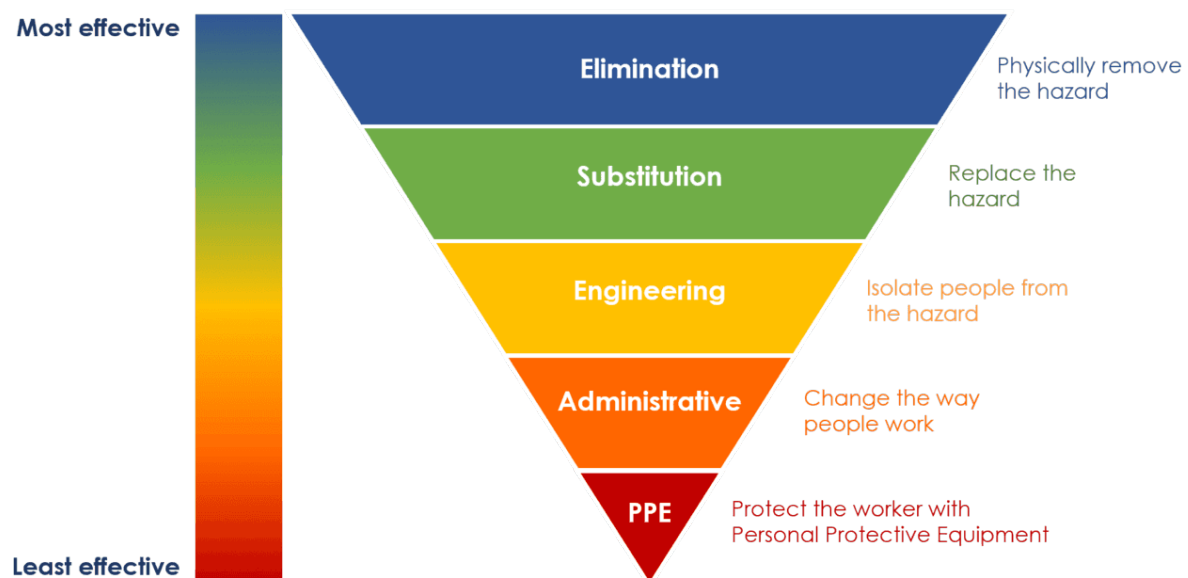 Most effective
Elimination
Physically remove
the hazard
Substitution
Replace the
hazard
Engineering
Isolate people from
the hazard
Administrative
Change the way
people work
PPE
Protect the worker with
Personal Protective Equipment
Least effective